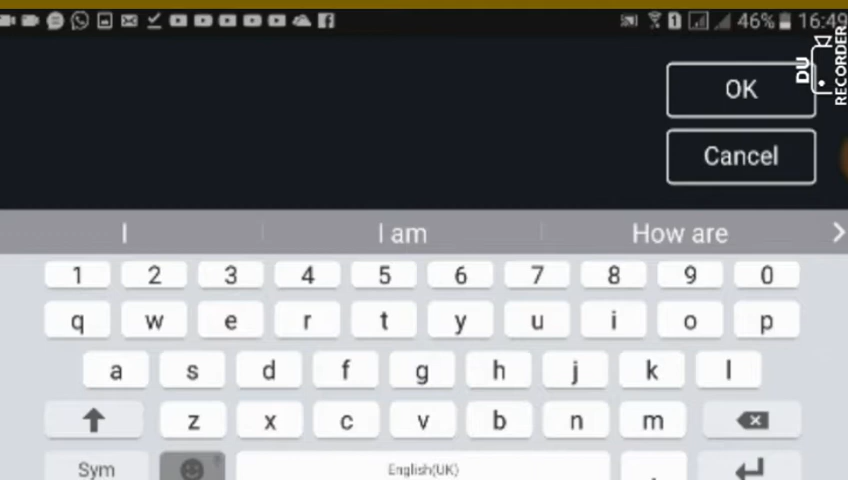 46% 16:49
DU RECORDER
OK
Cancel
I I am How are
1 2 3 4 5 6 7 8 9 0
q w e r t y u i o p
a s d f g h j k l
z x c v b n m
Sym English(UK) .